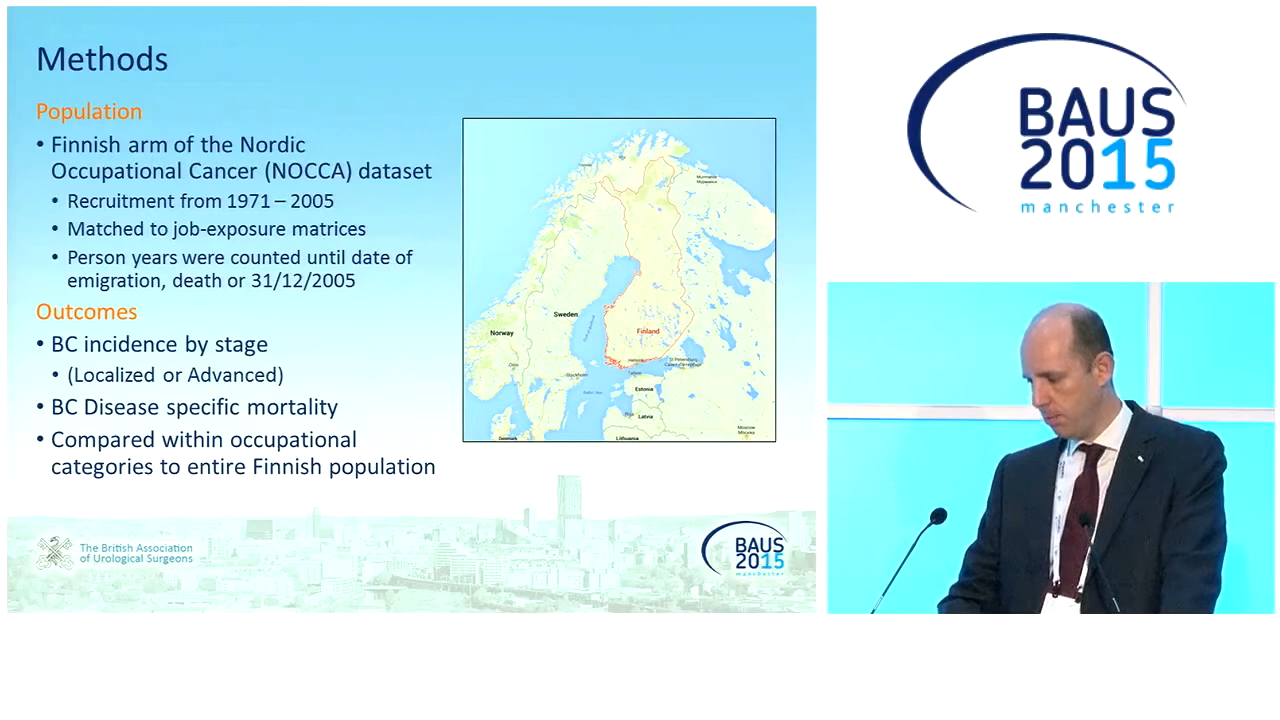 Methods
Population
• Finnish arm of the Nordic
Occupational Cancer (NOCCA) dataset
• Recruitment from 1971 – 2005
• Matched to job-exposure matrices
• Person years were counted until date of
emigration, death or 31/12/2005
Outcomes
• BC incidence by stage
• (Localized or Advanced)
• BC Disease specific mortality
• Compared within occupational
categories to entire Finnish population
Norway
Sweden
Finland
Oslo
Stockholm
Helsinki
Tallinn
Estonia
Riga
Latvia
Lithuania
Denmark
Moscow
Москва
Murmansk
Мурманск
The British Association
of Urological Surgeons
BAUS
2015
manchester
BAUS
2015
manchester